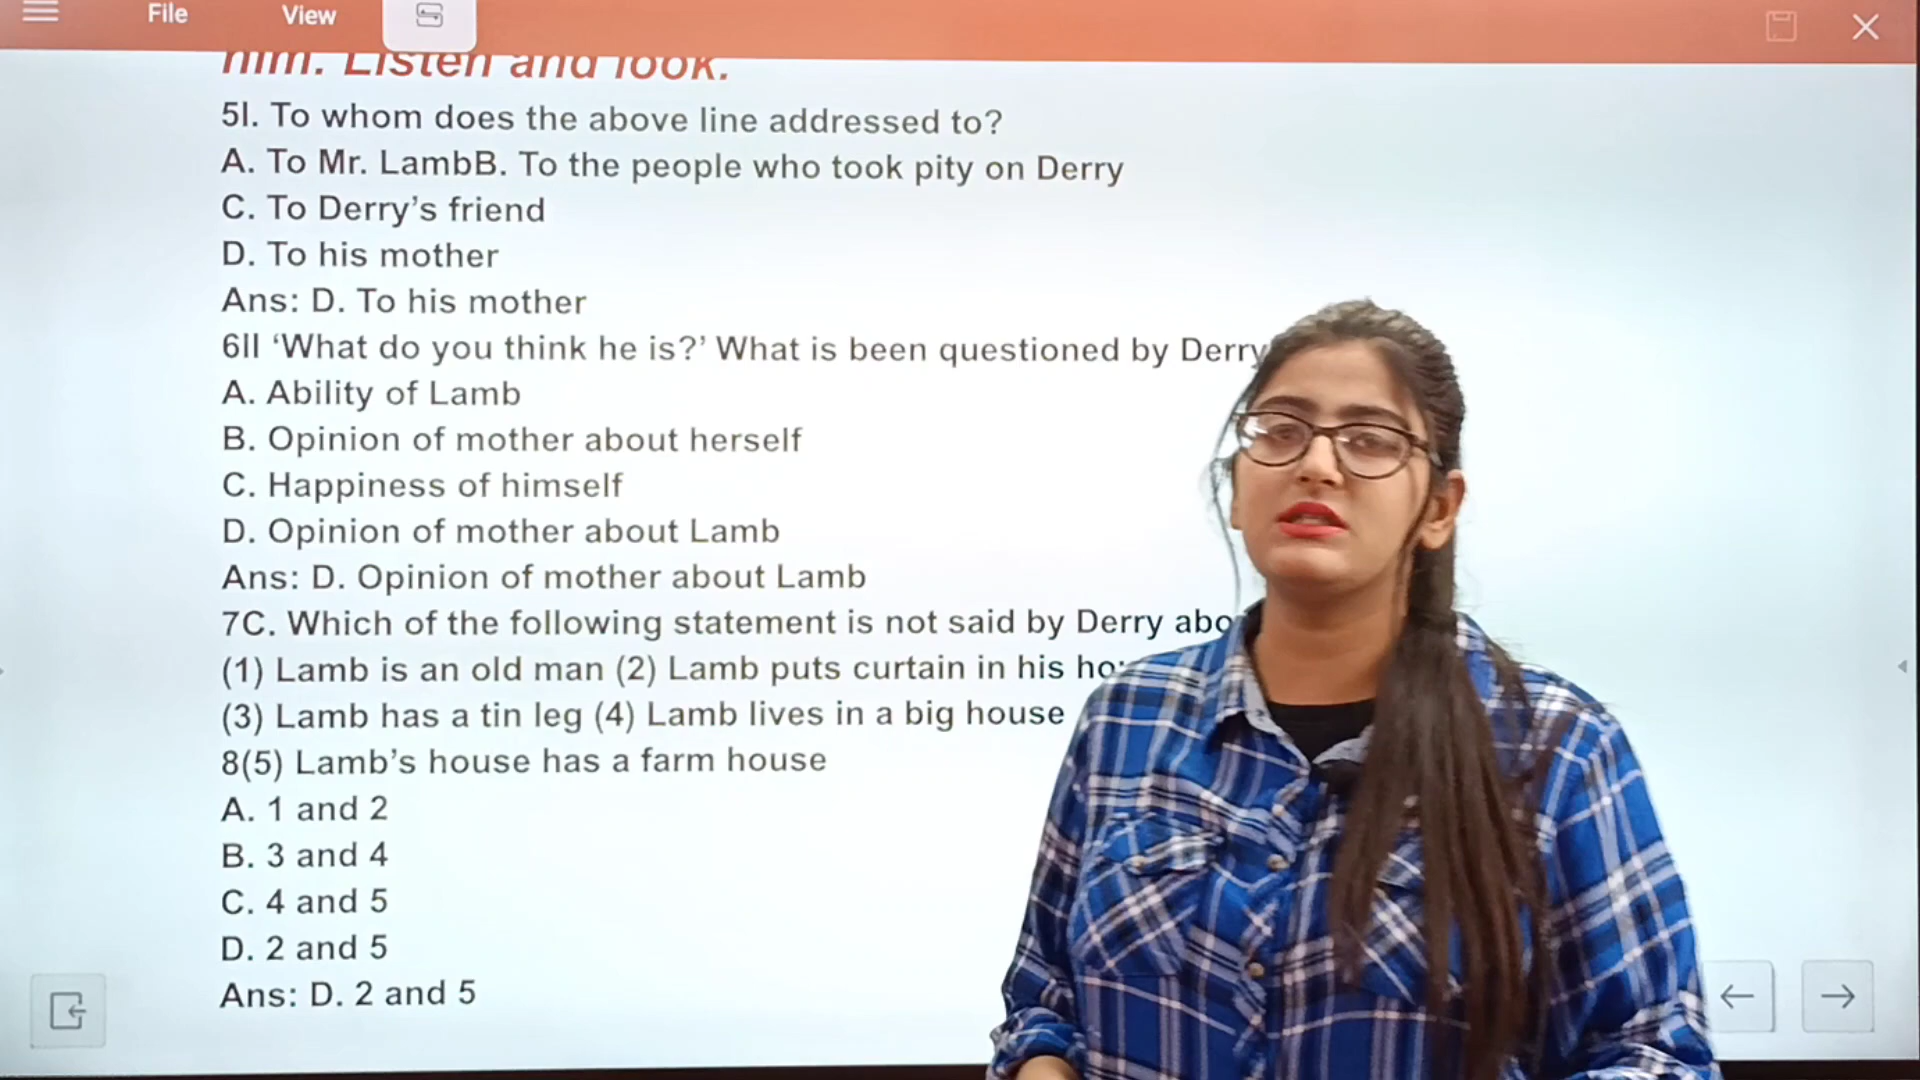 File View
him. Listen and look.
5I. To whom does the above line addressed to?
A. To Mr. LambB. To the people who took pity on Derry
C. To Derry’s friend
D. To his mother
Ans: D. To his mother
6II ‘What do you think he is?’ What is been questioned by Derry
A. Ability of Lamb
B. Opinion of mother about herself
C. Happiness of himself
D. Opinion of mother about Lamb
Ans: D. Opinion of mother about Lamb
7C. Which of the following statement is not said by Derry
(1) Lamb is an old man (2) Lamb puts curtain in his
(3) Lamb has a tin leg (4) Lamb lives in a big house
8(5) Lamb’s house has a farm house
A. 1 and 2
B. 3 and 4
C. 4 and 5
D. 2 and 5
Ans: D. 2 and 5